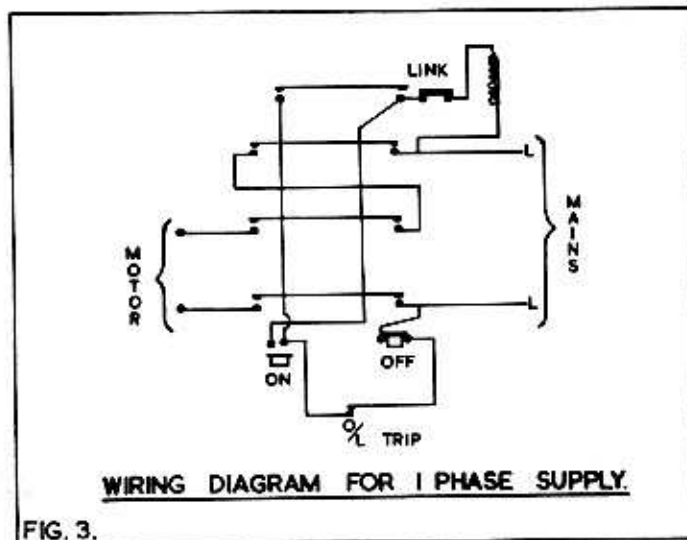 LINK
L
MAINS
MOTOR
L
ON
OFF
O/L TRIP
WIRING DIAGRAM FOR 1 PHASE SUPPLY.
FIG. 3.